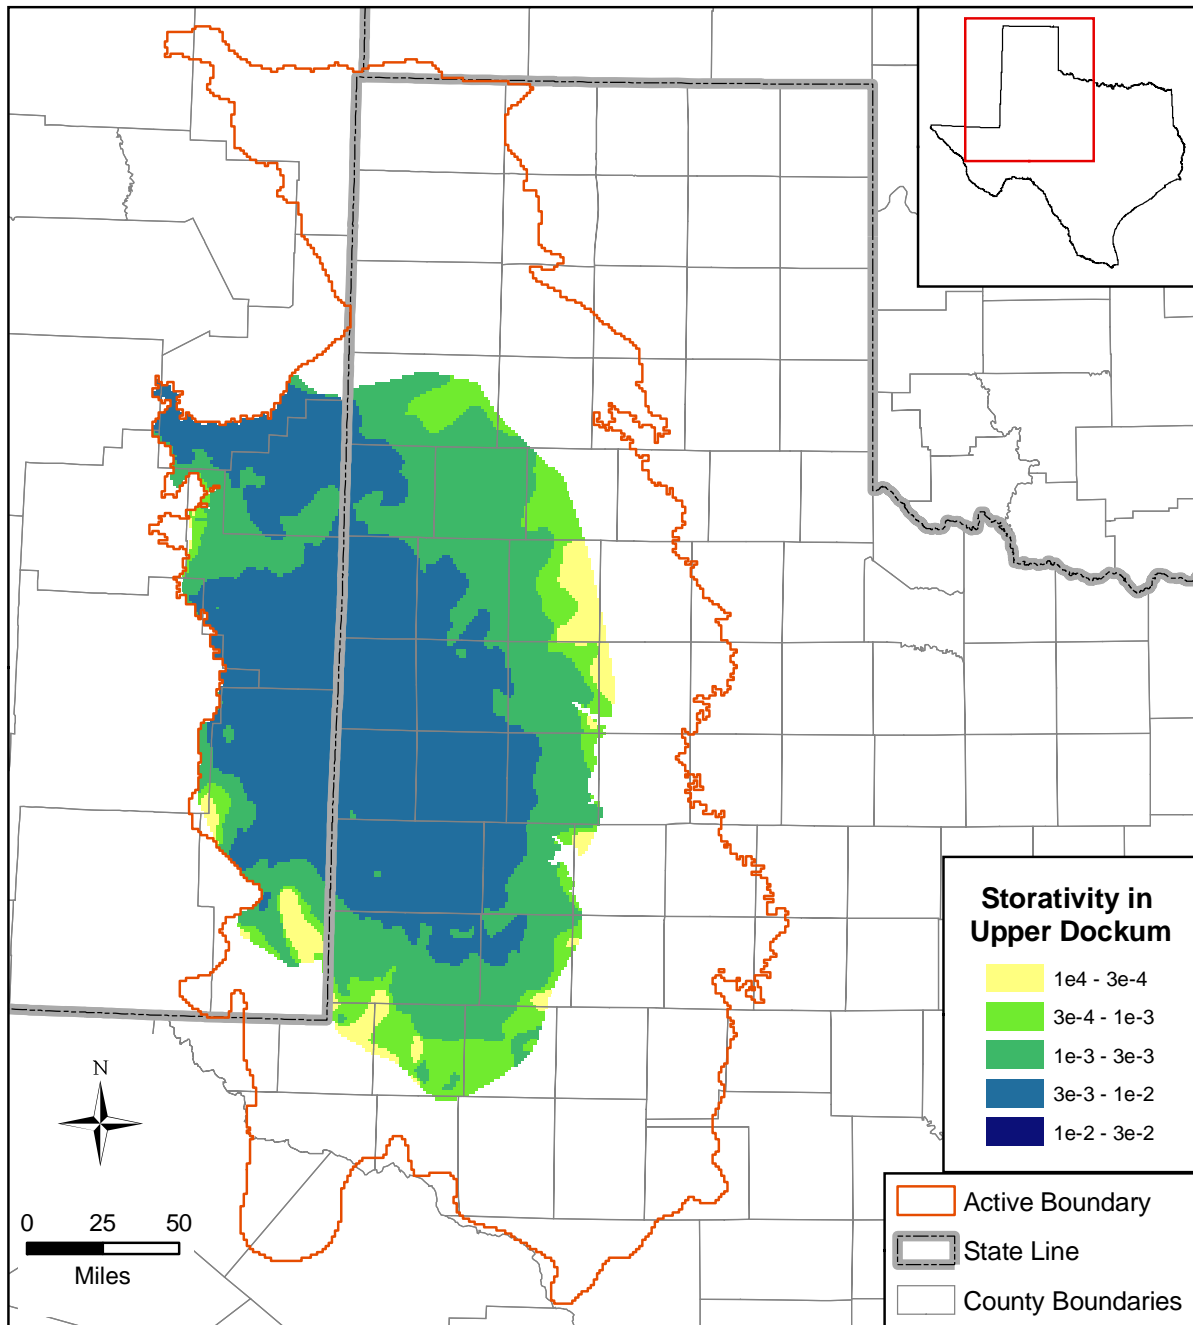 Storativity in
Upper Dockum
1e4 - 3e-4
3e-4 - 1e-3
1e-3 - 3e-3
3e-3 - 1e-2
1e-2 - 3e-2
N
0 25 50
Miles
Active Boundary
State Line
County Boundaries